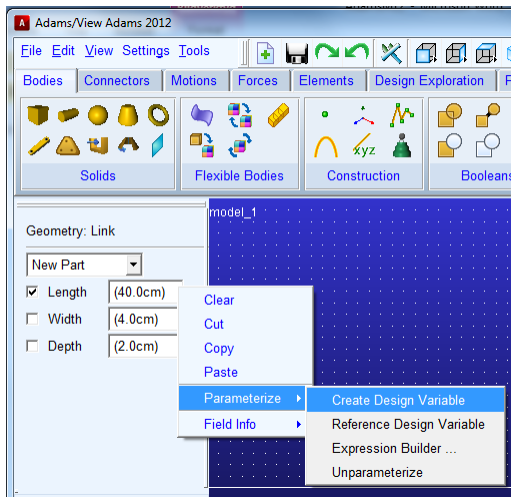 Adams/View Adams 2012
File Edit View Settings Tools
Bodies Connectors Motions Forces Elements Design Exploration
xyz
Solids Flexible Bodies Construction Booleans
model_1
Geometry: Link
New Part
Length (40.0cm)
Width (4.0cm)
Depth (2.0cm)
Clear
Cut
Copy
Paste
Parameterize
Field Info
Create Design Variable
Reference Design Variable
Expression Builder ...
Unparameterize